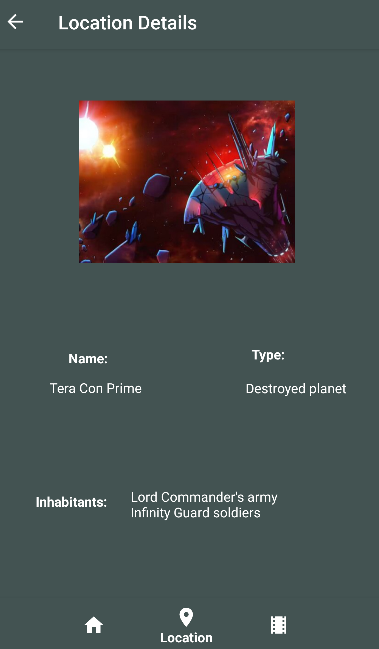 Location Details
Name:
Type:
Tera Con Prime
Destroyed planet
Inhabitants:
Lord Commander's army
Infinity Guard soldiers
Location